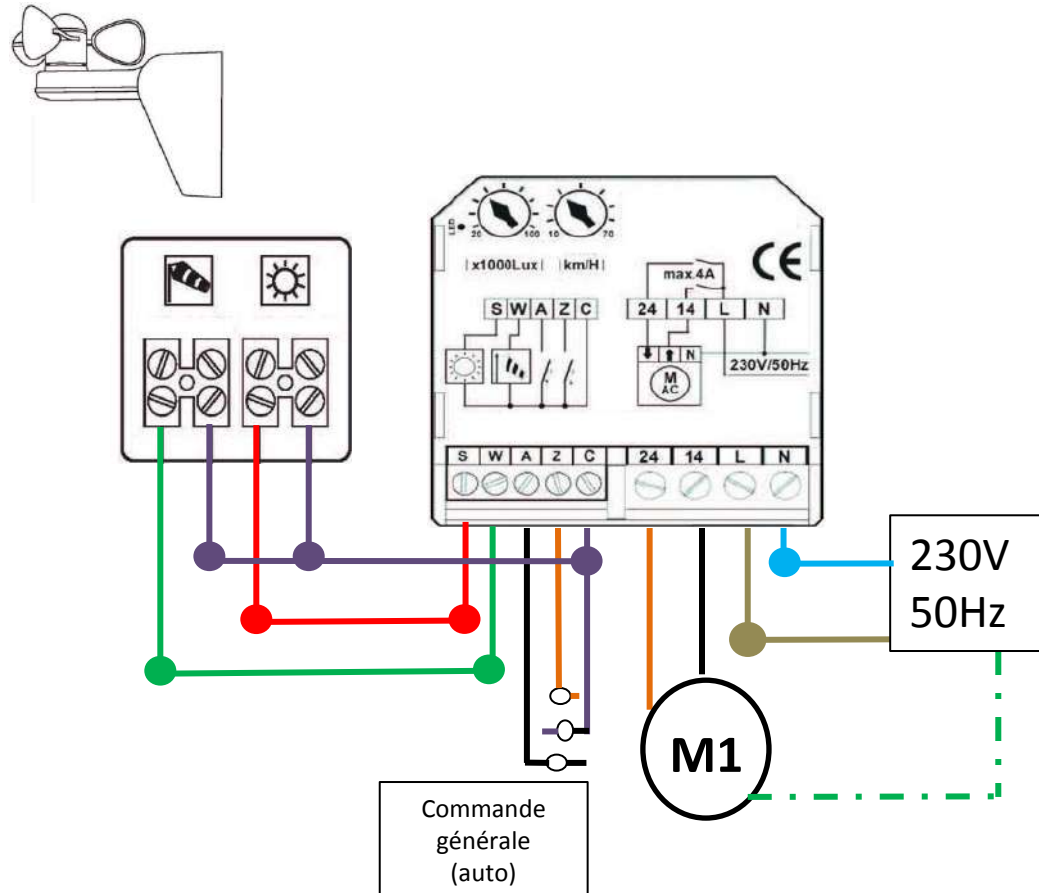 LED
20
100
10
70
x1000Lux
km/H
CE
max.4A
S W A Z C
24 14 L N
N
M
AC
230V/50Hz
S W A Z C 24 14 L N
230V
50Hz
M1
Commande
générale
(auto)